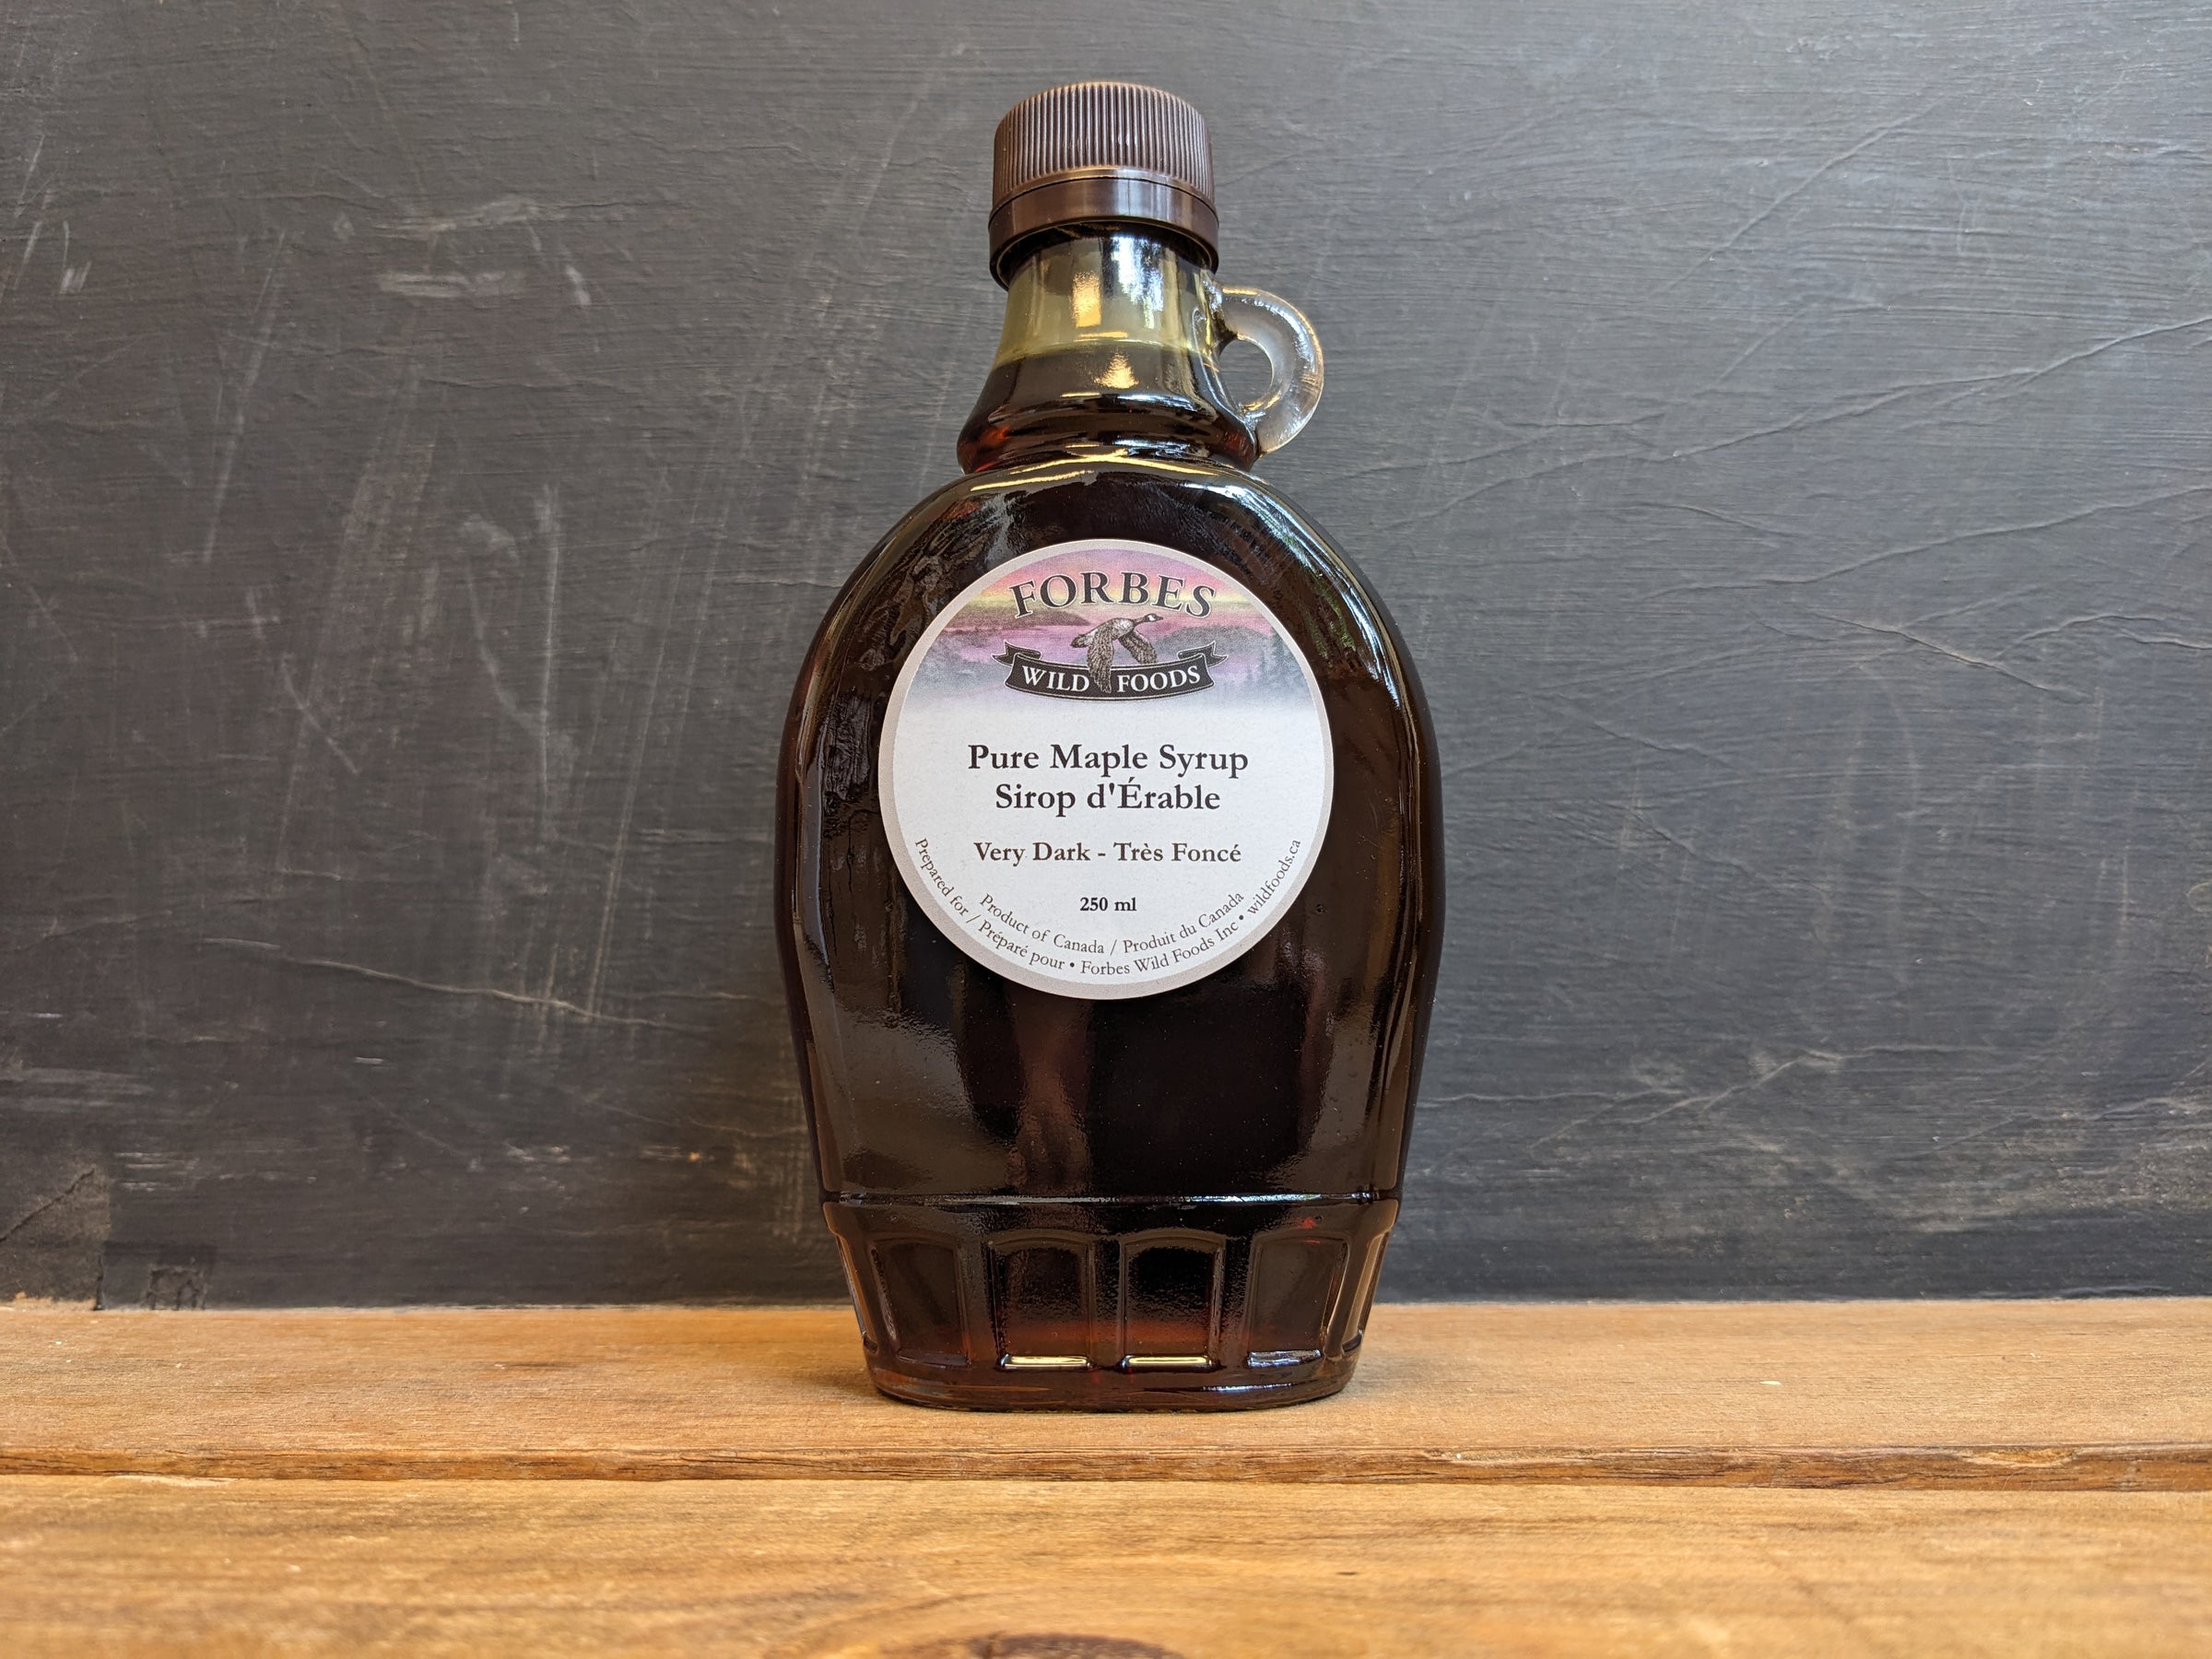 FORBES
WILD FOODS
Pure Maple Syrup
Sirop d'Érable
Very Dark - Très Foncé
250 ml
Product of Canada / Produit du Canada
Prepared for / Préparé pour • Forbes Wild Foods Inc • wildfoods.ca